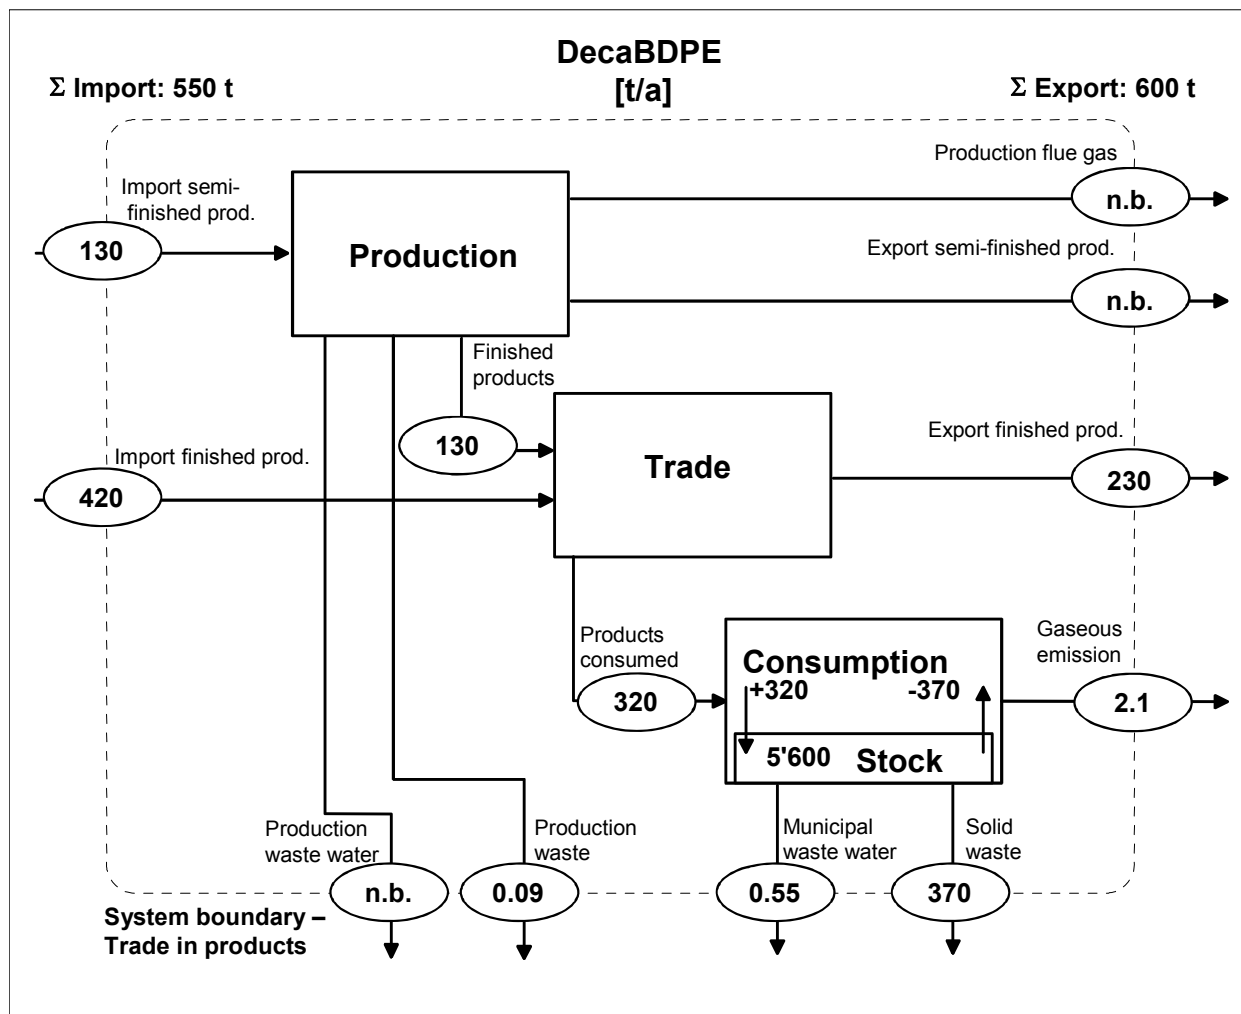 DecaBDPE
[t/a]
Σ Import: 550 t
Σ Export: 600 t
Production flue gas
n.b.
Import semi-
finished prod.
130
Production
Export semi-finished prod.
n.b.
Finished
products
130
Import finished prod.
420
Trade
Export finished prod.
230
Products
consumed
320
Consumption
+320
-370
5'600
Stock
Gaseous
emission
2.1
Production
waste water
n.b.
Production
waste
0.09
Municipal
waste water
0.55
Solid
waste
370
System boundary –
Trade in products